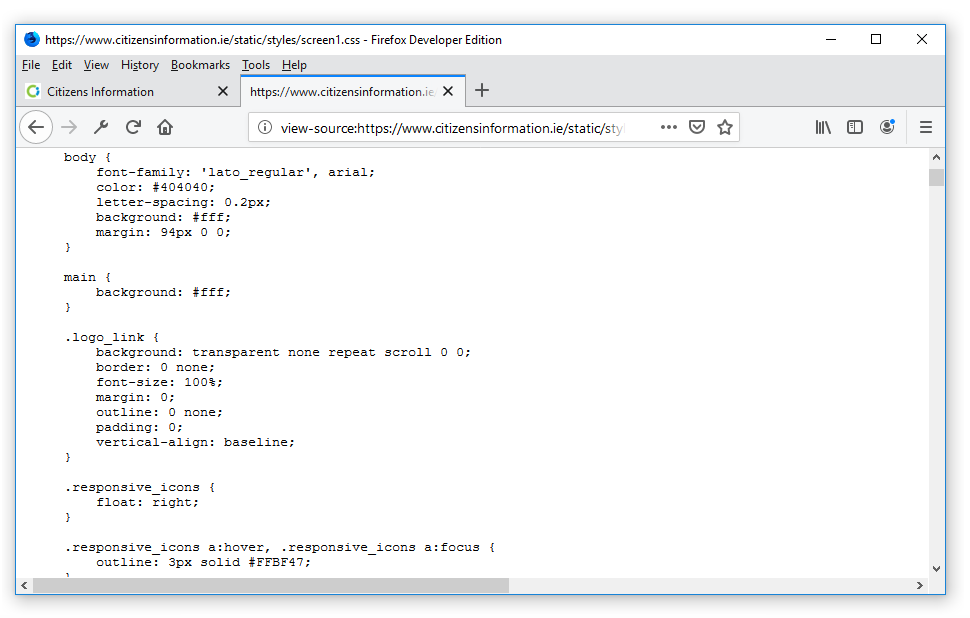 https://www.citizensinformation.ie/static/styles/screen1.css - Firefox Developer Edition
File Edit View History Bookmarks Tools Help
Citizens Information
https://www.citizensinformation.ie/
view-source:https://www.citizensinformation.ie/static/styl
body {
    font-family: 'lato_regular', arial;
    color: #404040;
    letter-spacing: 0.2px;
    background: #fff;
    margin: 94px 0 0;
}
main {
    background: #fff;
}
.logo_link {
    background: transparent none repeat scroll 0 0;
    border: 0 none;
    font-size: 100%;
    margin: 0;
    outline: 0 none;
    padding: 0;
    vertical-align: baseline;
}
.responsive_icons {
    float: right;
}
.responsive_icons a:hover, .responsive_icons a:focus {
    outline: 3px solid #FFBF47;
}